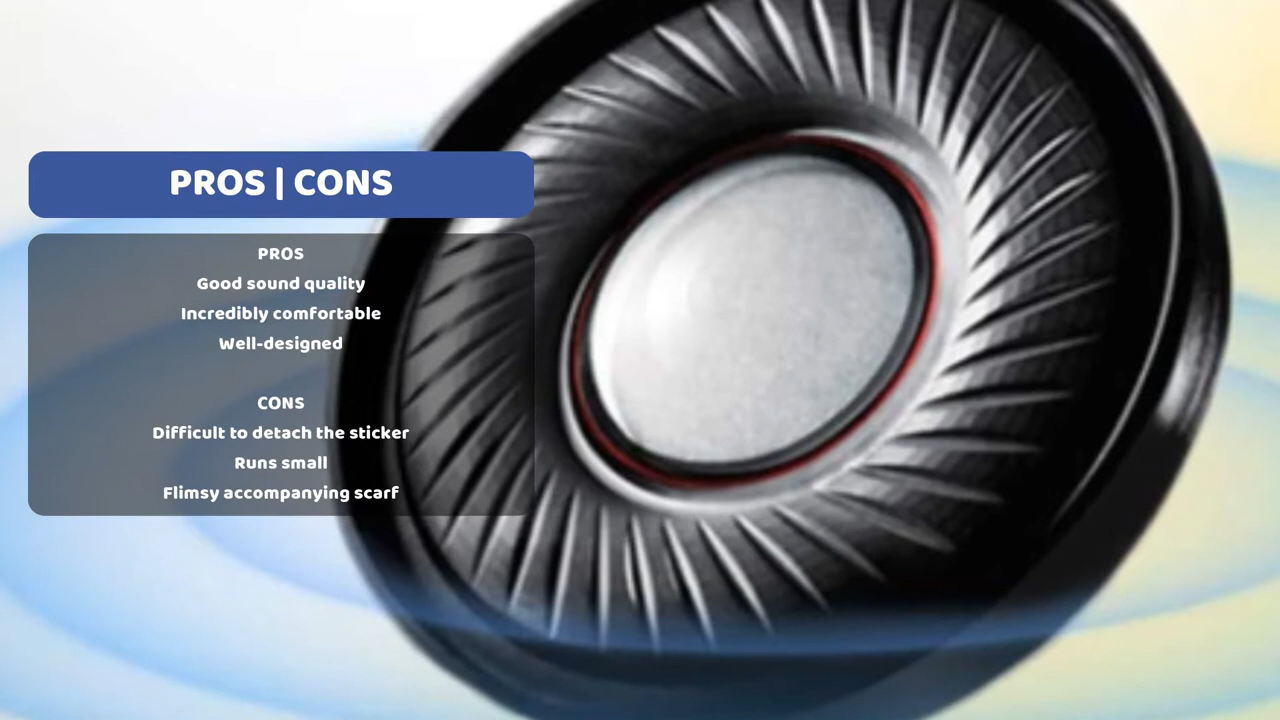 PROS | CONS
PROS
Good sound quality
Incredibly comfortable
Well-designed
CONS
Difficult to detach the sticker
Runs small
Flimsy accompanying scarf